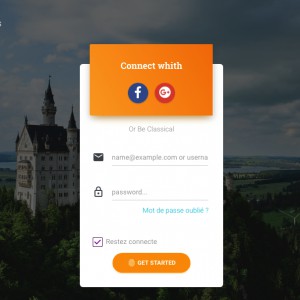 Connect whith
Or Be Classical
name@example.com or userna
password...
Mot de passe oublié ?
Restez connecte
GET STARTED